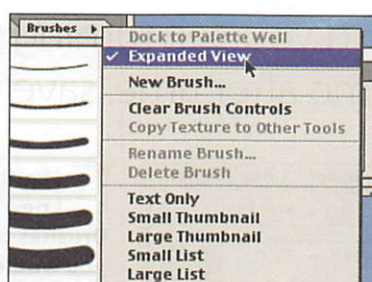 Brushes
Dock to Palette Well
Expanded View
New Brush...
Clear Brush Controls
Copy Texture to Other Tools
Rename Brush...
Delete Brush
Text Only
Small Thumbnail
Large Thumbnail
Small List
Large List